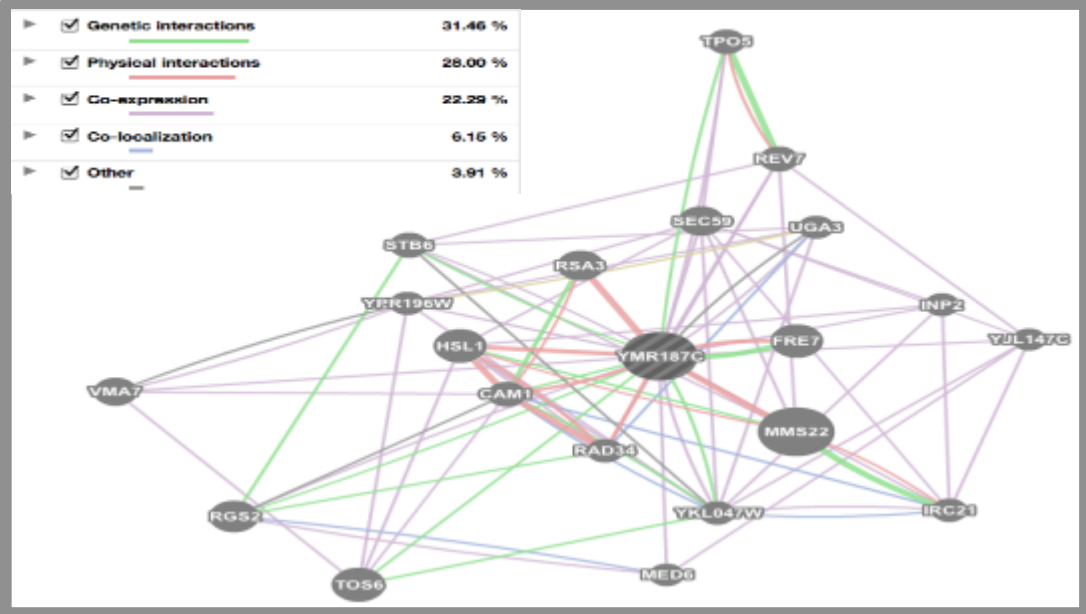 Genetic interactions 31.46 %
Physical interactions 28.00 %
Co-expression 22.29 %
Co-localization 6.15 %
Other 3.91 %
TPO5
REV7
SEC59
UGA3
STB6
RSA3
YPR196W
INP2
HSL1
YMR187C
FRE7
YJL147C
VMA7
CAM1
MMS22
RAD34
RGS2
YKL047W
IRC21
MED6
TOS6